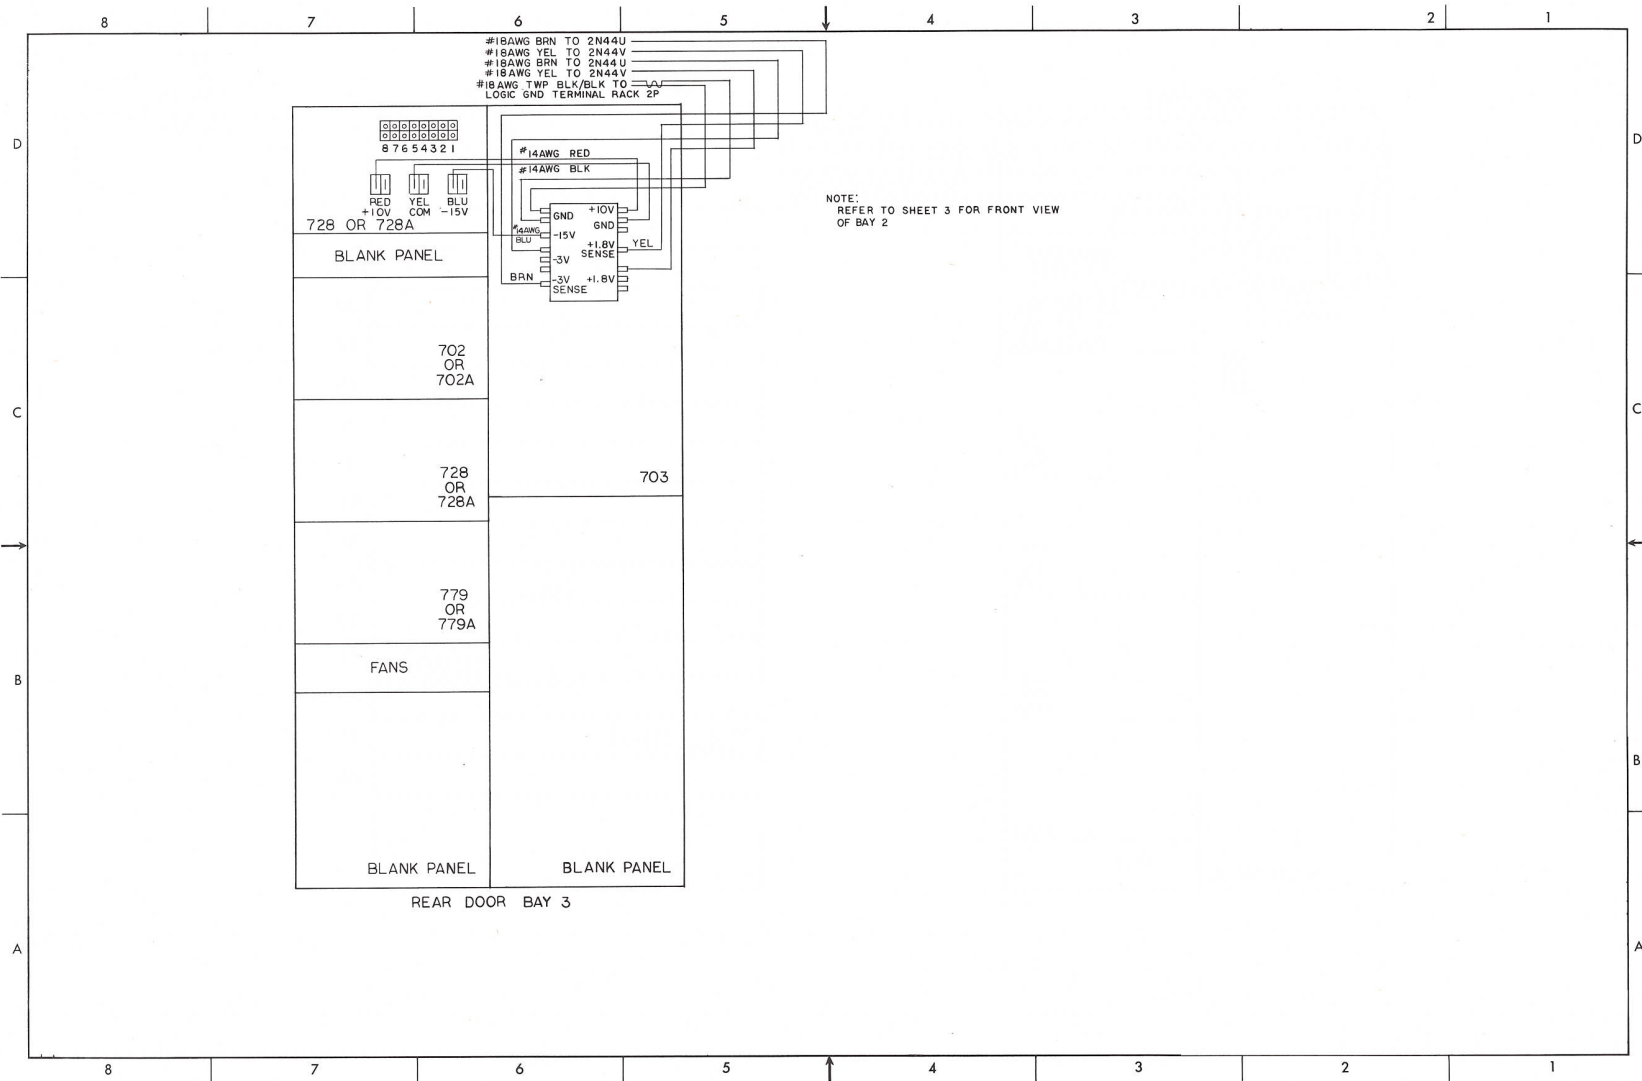 8 7 6 5 4 3 2 1
#18AWG BRN TO 2N44U
#18AWG YEL TO 2N44V
#18AWG BRN TO 2N44U
#18AWG YEL TO 2N44V
#18AWG TWP BLK/BLK TO
LOGIC GND TERMINAL RACK 2P
D
D
8 7 6 5 4 3 2 1
#14AWG RED
#14AWG BLK
RED
+10V
YEL
COM
BLU
-15V
728 OR 728A
GND
+10V
GND
#14AWG
BLU
-15V
+1.8V
SENSE
YEL
-3V
BRN
-3V
SENSE
+1.8V
NOTE:
REFER TO SHEET 3 FOR FRONT VIEW
OF BAY 2
BLANK PANEL
702
OR
702A
C
C
728
OR
728A
703
779
OR
779A
FANS
B
B
BLANK PANEL
BLANK PANEL
REAR DOOR BAY 3
A
A
8 7 6 5 4 3 2 1